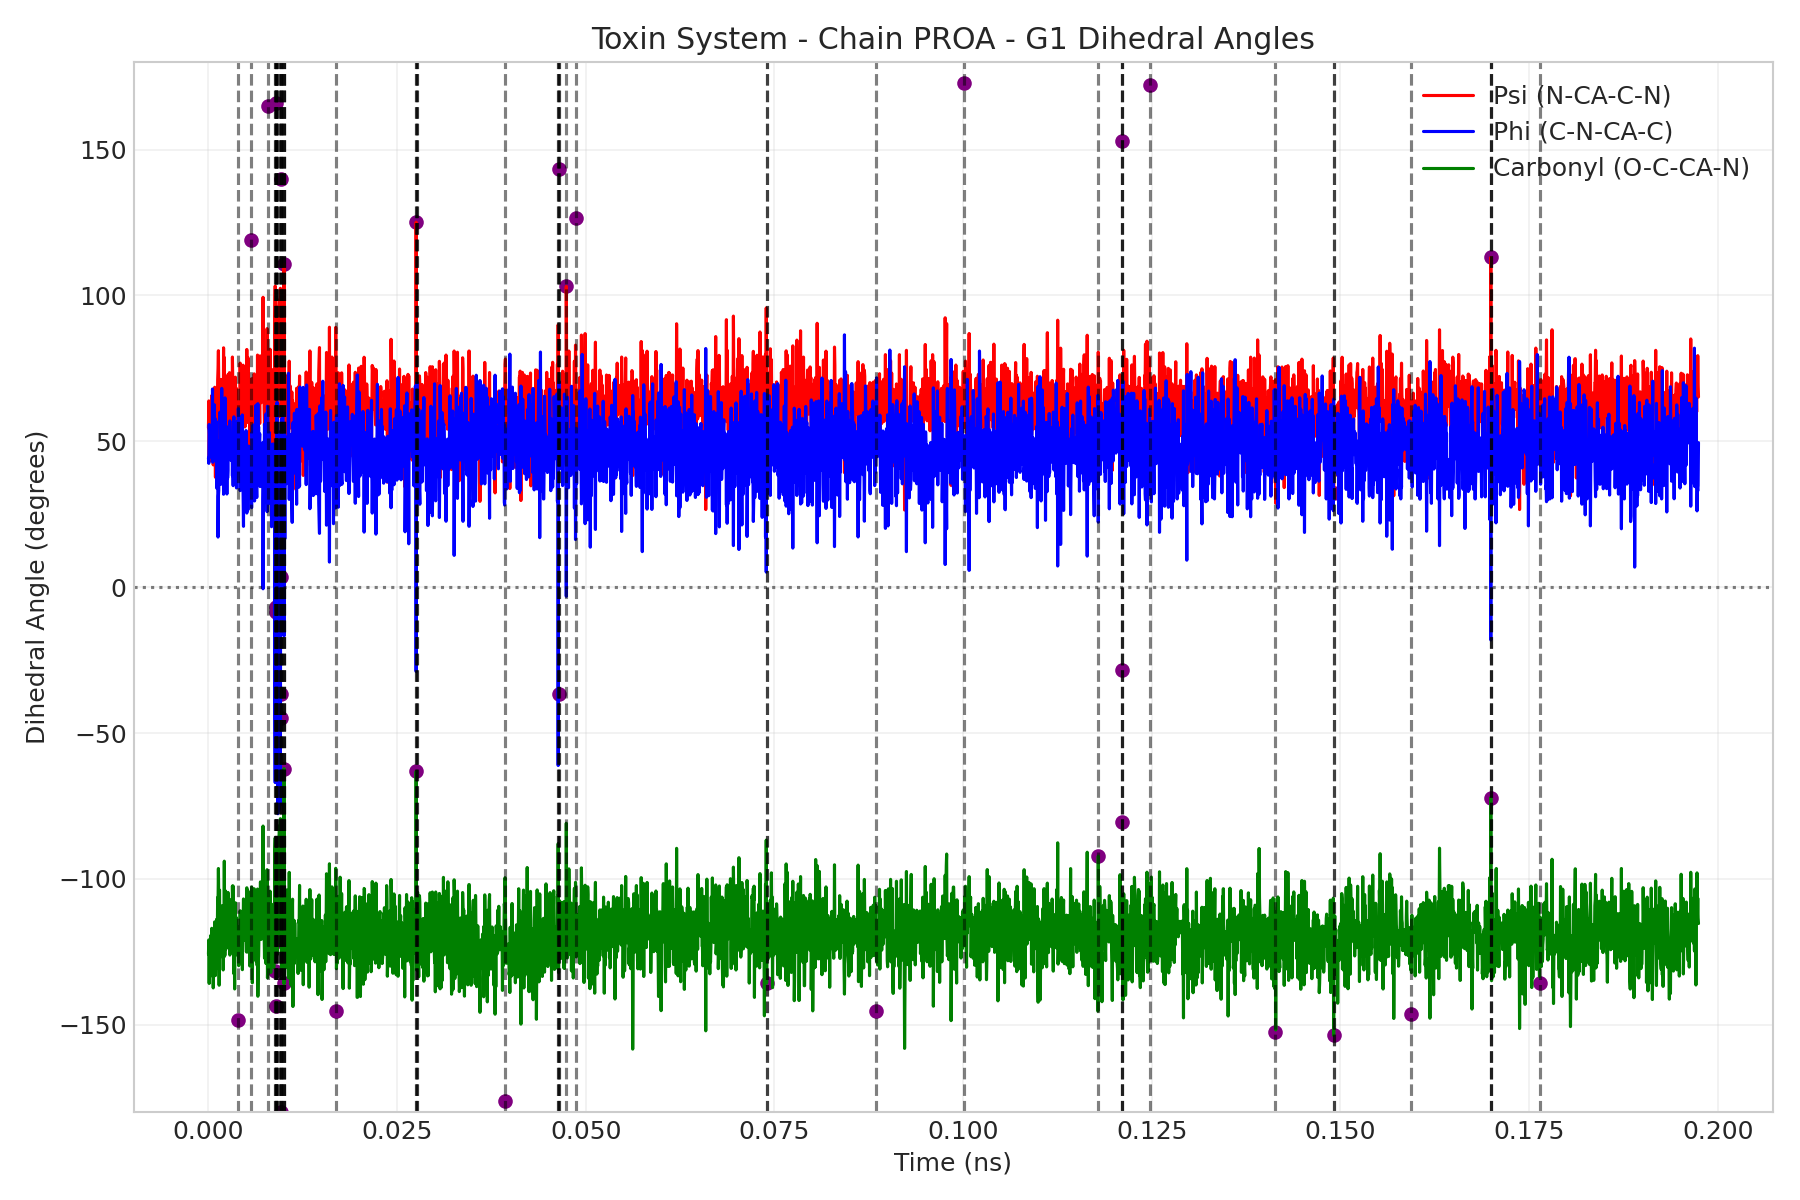 Toxin System - Chain PROA - G1 Dihedral Angles
Psi (N-CA-C-N)
Phi (C-N-CA-C)
Carbonyl (O-C-CA-N)
Dihedral Angle (degrees)
150
100
50
0
−50
−100
−150
0.000
0.025
0.050
0.075
0.100
0.125
0.150
0.175
0.200
Time (ns)